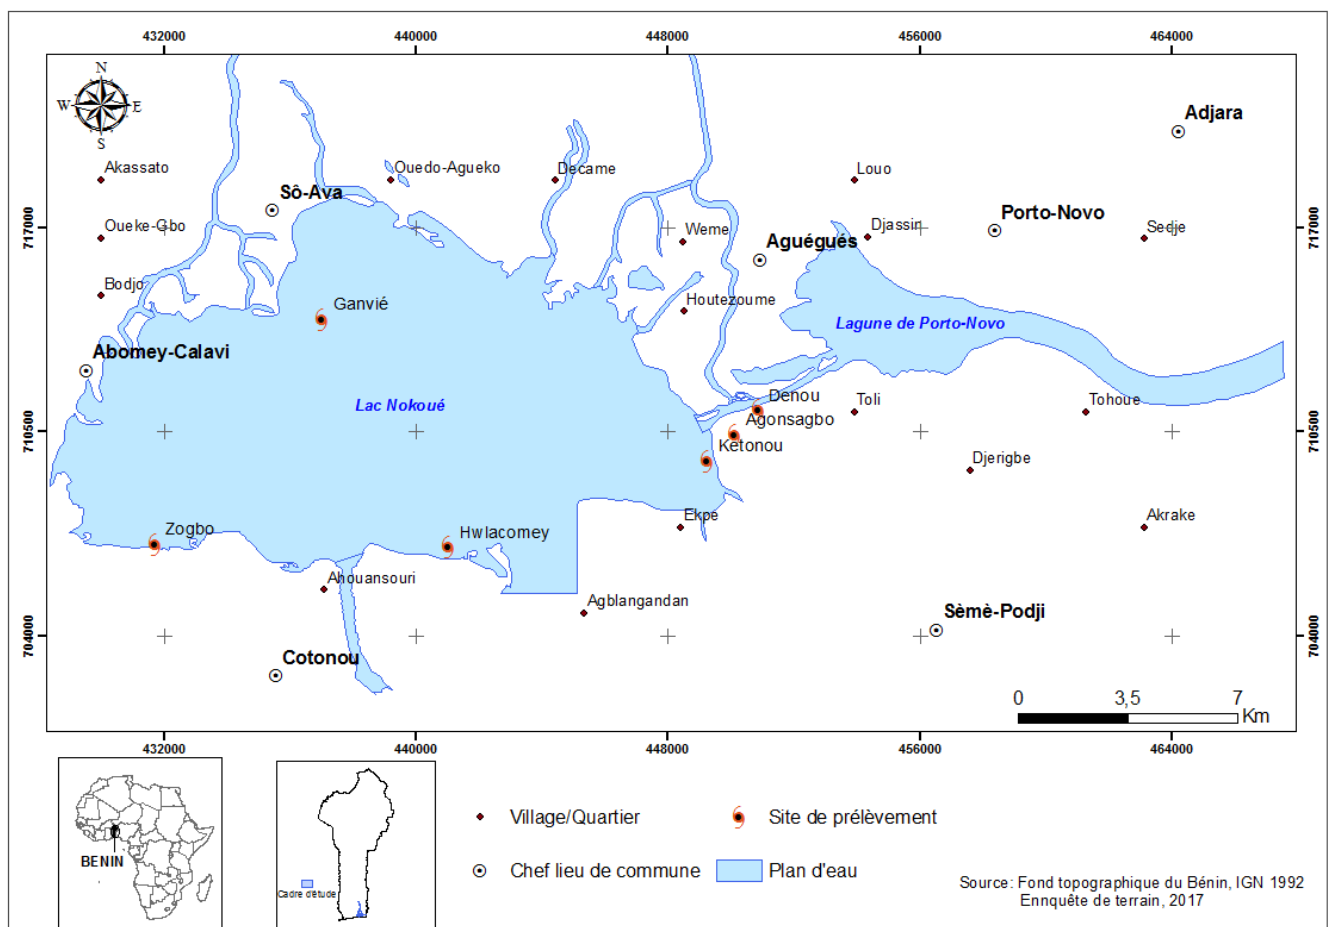 432000 440000 448000 456000 464000
N
W E
S
Adjara
Akassato
Ouedo-Agueko
Decame
Louo
Sô-Ava
Porto-Novo
717000
717000
Oueke-Gbo
Weme
Aguégués
Djassin
Sedje
Bodjo
Ganvié
Houtezoume
Lagune de Porto-Novo
Abomey-Calavi
Lac Nokoué
Denou
Toli
Tohoue
Agonsagbo
710500
710500
Ketonou
Djerigbe
Zogbo
Hwlacomey
Ekpe
Akrake
Ahouansouri
Agblangandan
Sèmè-Podji
704000
704000
Cotonou
0 3,5 7
Km
432000 440000 448000 456000 464000
BENIN
Cadre d'étude
Village/Quartier
Site de prélèvement
Chef lieu de commune
Plan d'eau
Source: Fond topographique du Bénin, IGN 1992
Ennquête de terrain, 2017